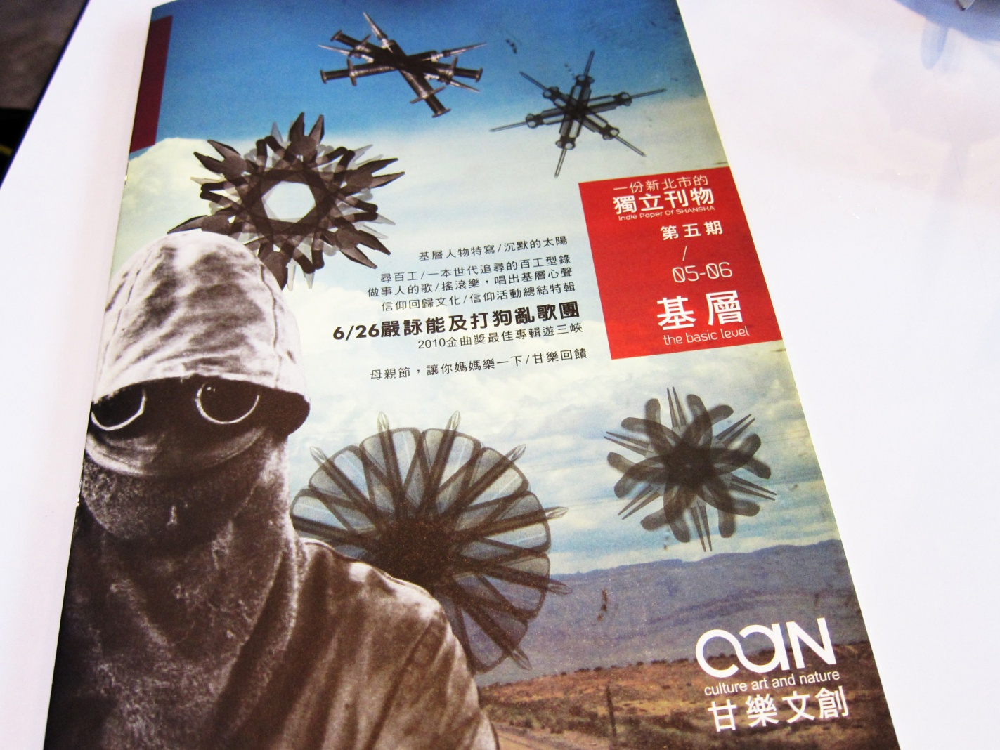 一份新北市的
獨立刊物
Indie Paper Of SHANSHA
第五期
/
05-06
基層
the basic level
基層人物特寫/沉默的太陽
尋百工/一本世代追尋的百工型錄
做事人的歌/搖滾樂，唱出基層心聲
信仰回歸文化/信仰活動總結特輯
6/26嚴詠能及打狗亂歌團
2010金曲獎最佳專輯遊三峽
母親節，讓你媽媽樂一下/甘樂回饋
CAN
culture art and nature
甘樂文創